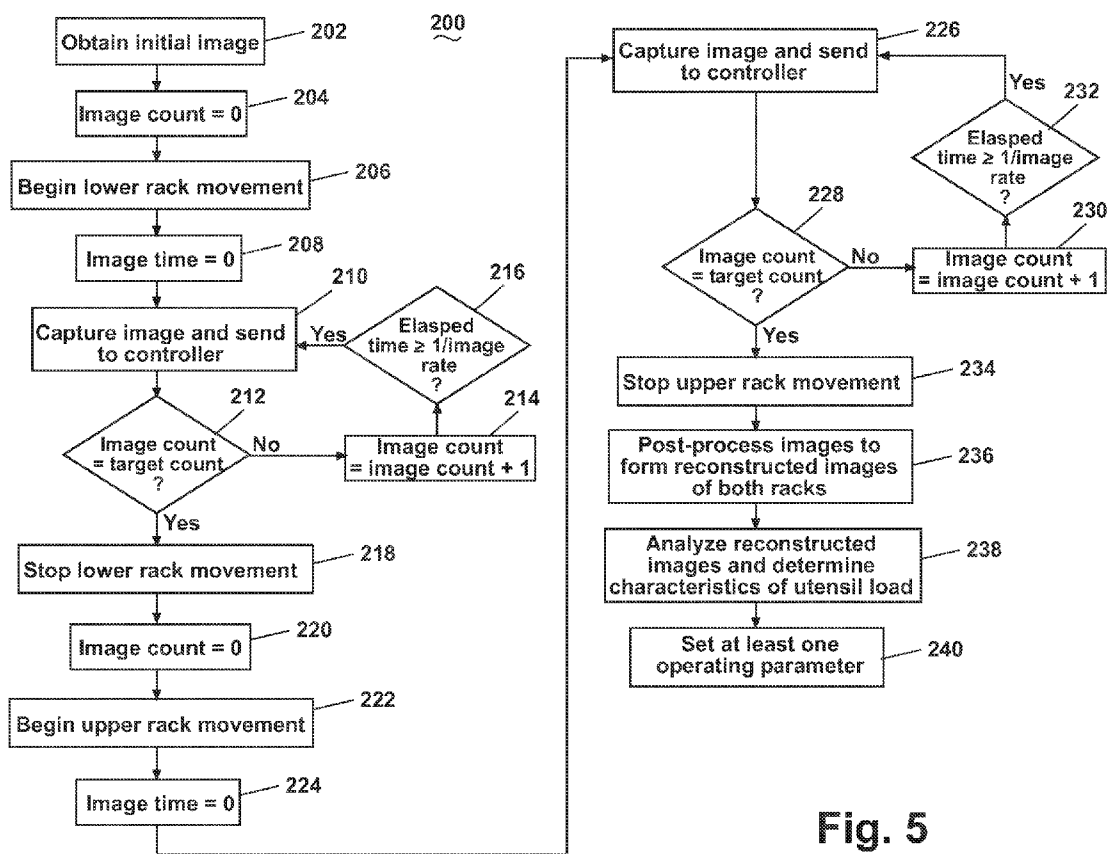 200
Obtain initial image
202
Image count = 0
204
Begin lower rack movement
206
Image time = 0
208
210
Capture image and send
to controller
212
Image count
= target count
?
No
Yes
214
Image count
= image count + 1
216
Elasped
time ≥ 1/image
rate
?
Yes
Stop lower rack movement
218
Image count = 0
220
Begin upper rack movement
222
Image time = 0
224
Capture image and send
to controller
226
228
Image count
= target count
?
No
Yes
230
Image count
= image count + 1
232
Elasped
time ≥ 1/image
rate
?
Yes
Stop upper rack movement
234
Post-process images to
form reconstructed images
of both racks
236
Analyze reconstructed
images and determine
characteristics of utensil load
238
Set at least one
operating parameter
240
Fig. 5